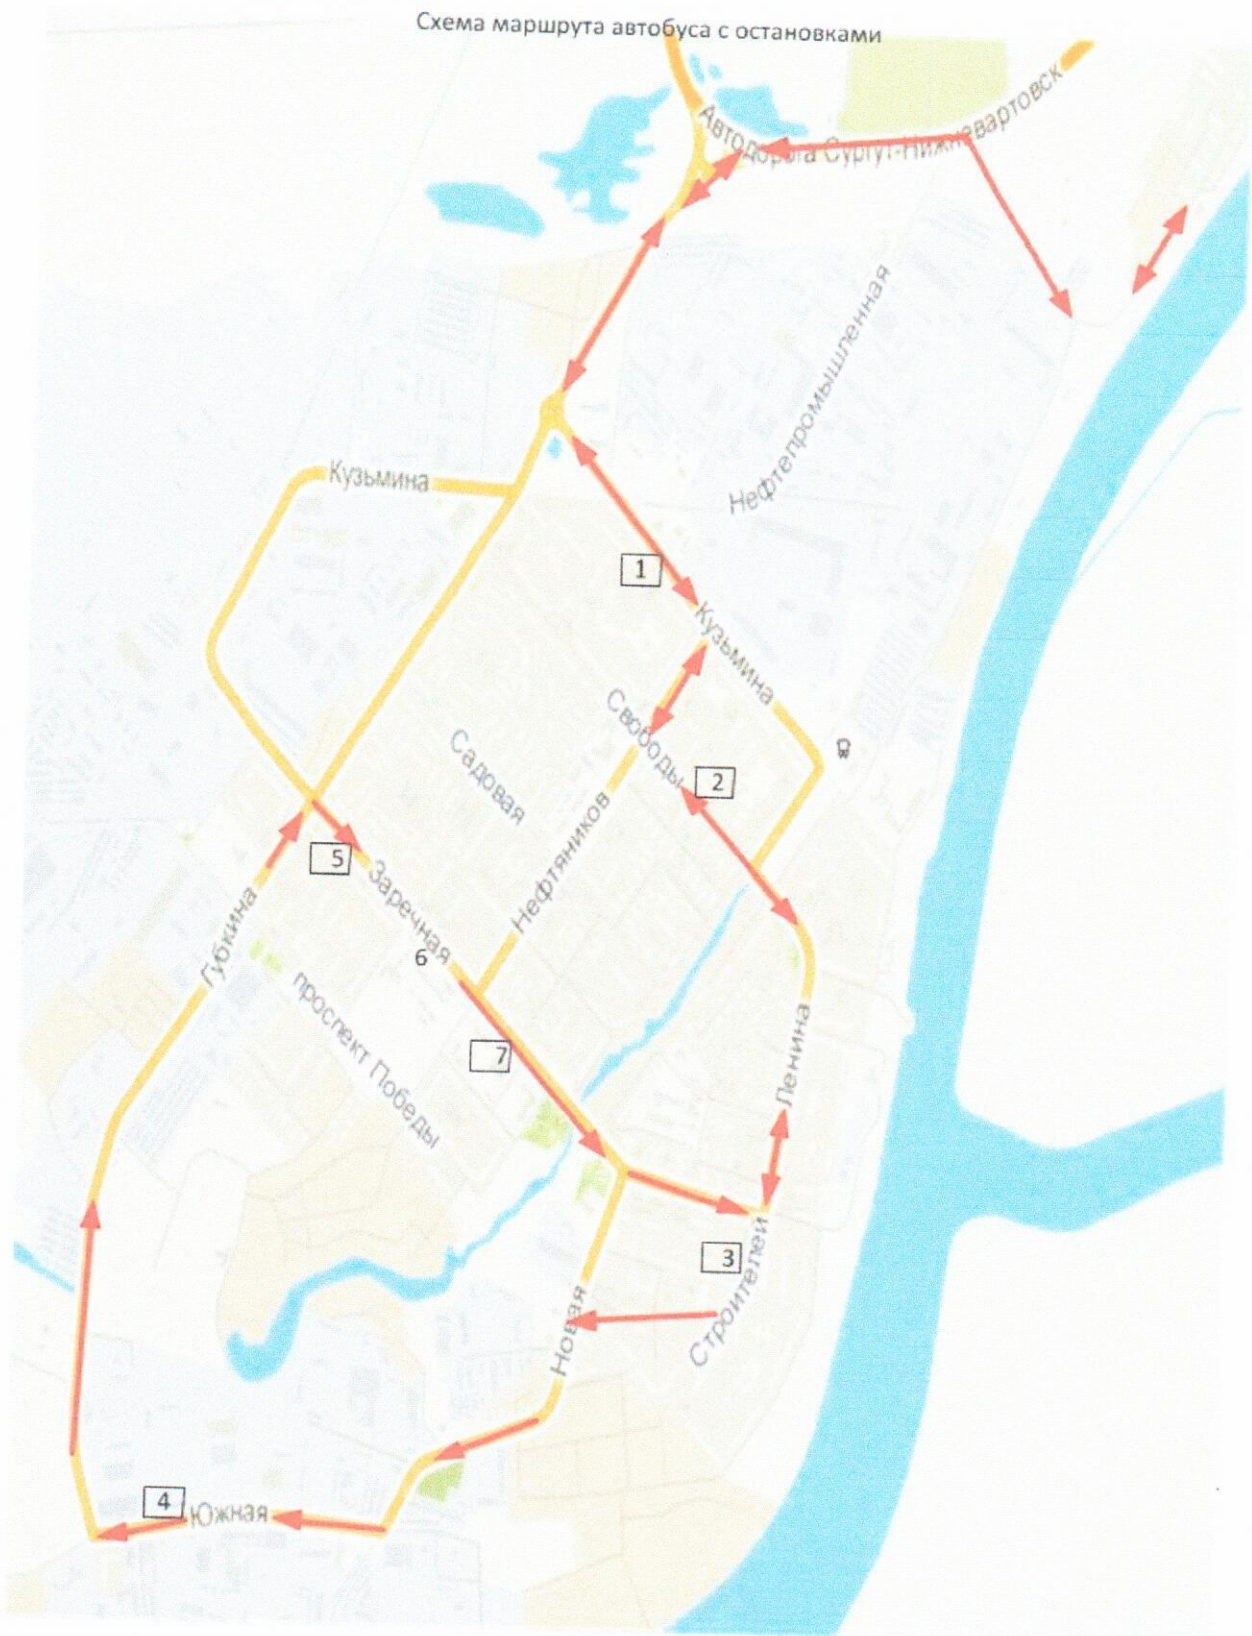 Схема маршрута автобуса с остановками
Автодорога Сургут-Нижневартовск
Нефтепромышленная
Кузьмина
1
Кузьмина
Свободы
2
Садовая
Нефтяников
5
Заречная
Губкина
6
проспект Победы
7
Ленина
3
Строителей
Новая
4
Южная